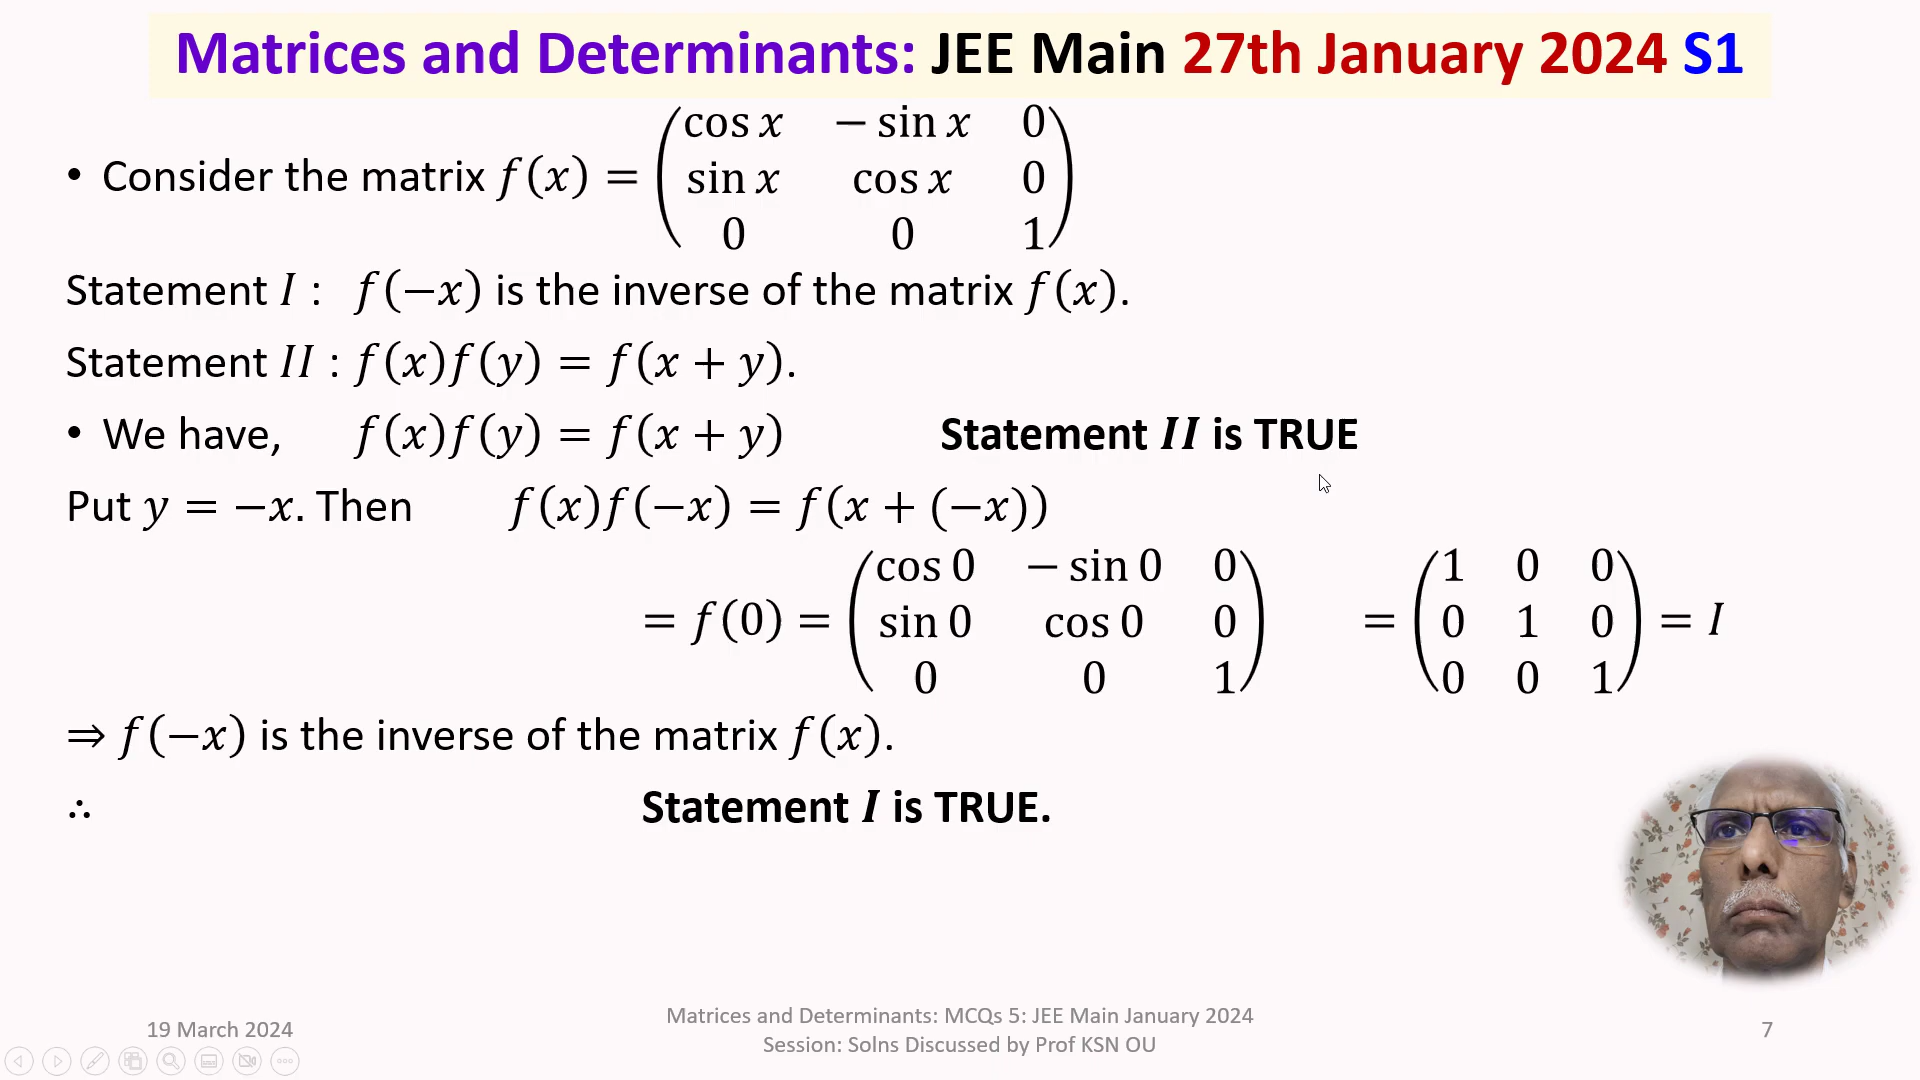 Matrices and Determinants: JEE Main 27th January 2024 S1
• Consider the matrix f(x) = (cos x  − sin x  0
sin x  cos x  0
0  0  1)
Statement I : f(−x) is the inverse of the matrix f(x).
Statement II : f(x)f(y) = f(x + y).
• We have, f(x)f(y) = f(x + y) Statement II is TRUE
Put y = −x. Then f(x)f(−x) = f(x + (−x))
= f(0) = (cos 0  − sin 0  0
sin 0  cos 0  0
0  0  1) = (1  0  0
0  1  0
0  0  1) = I
⇒ f(−x) is the inverse of the matrix f(x).
∴ Statement I is TRUE.
19 March 2024
Matrices and Determinants: MCQs 5: JEE Main January 2024
Session: Solns Discussed by Prof KSN OU
7